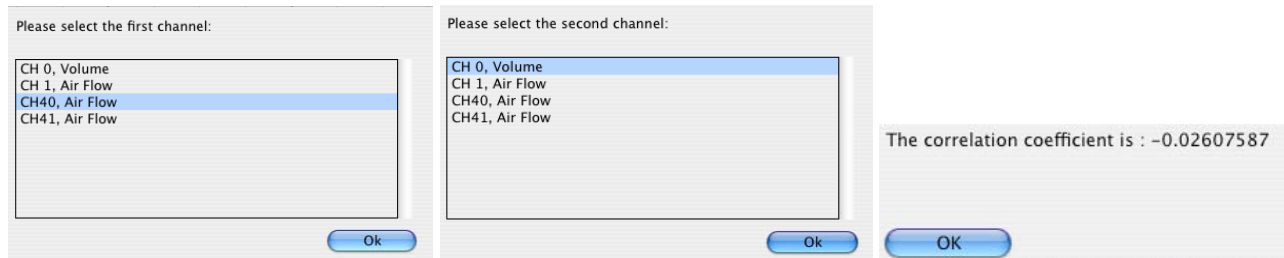 Please select the first channel:
CH 0, Volume
CH 1, Air Flow
CH40, Air Flow
CH41, Air Flow
Ok
Please select the second channel:
CH 0, Volume
CH 1, Air Flow
CH40, Air Flow
CH41, Air Flow
Ok
The correlation coefficient is : -0.02607587
OK